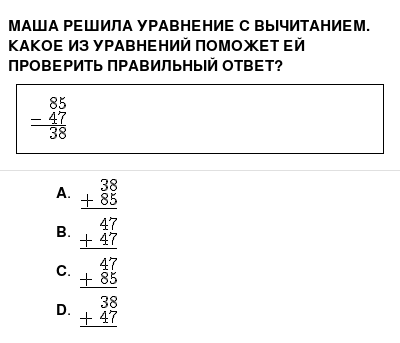 МАША РЕШИЛА УРАВНЕНИЕ С ВЫЧИТАНИЕМ.
КАКОЕ ИЗ УРАВНЕНИЙ ПОМОЖЕТ ЕЙ
ПРОВЕРИТЬ ПРАВИЛЬНЫЙ ОТВЕТ?
85
− 47
38
A. 38
+ 85
B. 47
+ 47
C. 47
+ 85
D. 38
+ 47